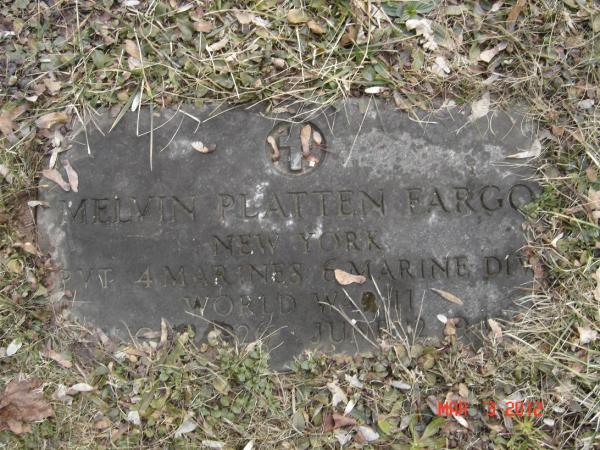 MELVIN PLATTEN FARGO
NEW YORK
PVT 4 MARINES 6 MARINE DIV
WORLD WAR II
MAR 3 2012